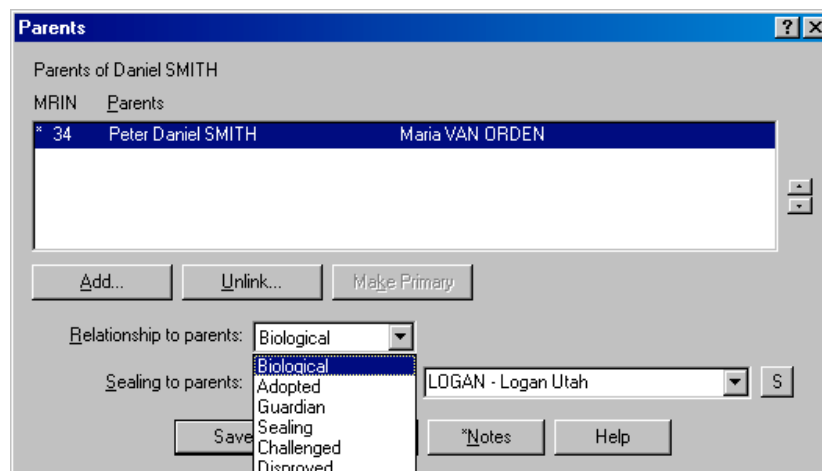 Parents
Parents of Daniel SMITH
MRIN Parents
* 34 Peter Daniel SMITH Maria VAN ORDEN
Add... Unlink... Make Primary
Relationship to parents: Biological
Biological
Sealing to parents: LOGAN - Logan Utah S
Adopted
Guardian
Sealing
Save *Notes Help
Challenged
Disproved